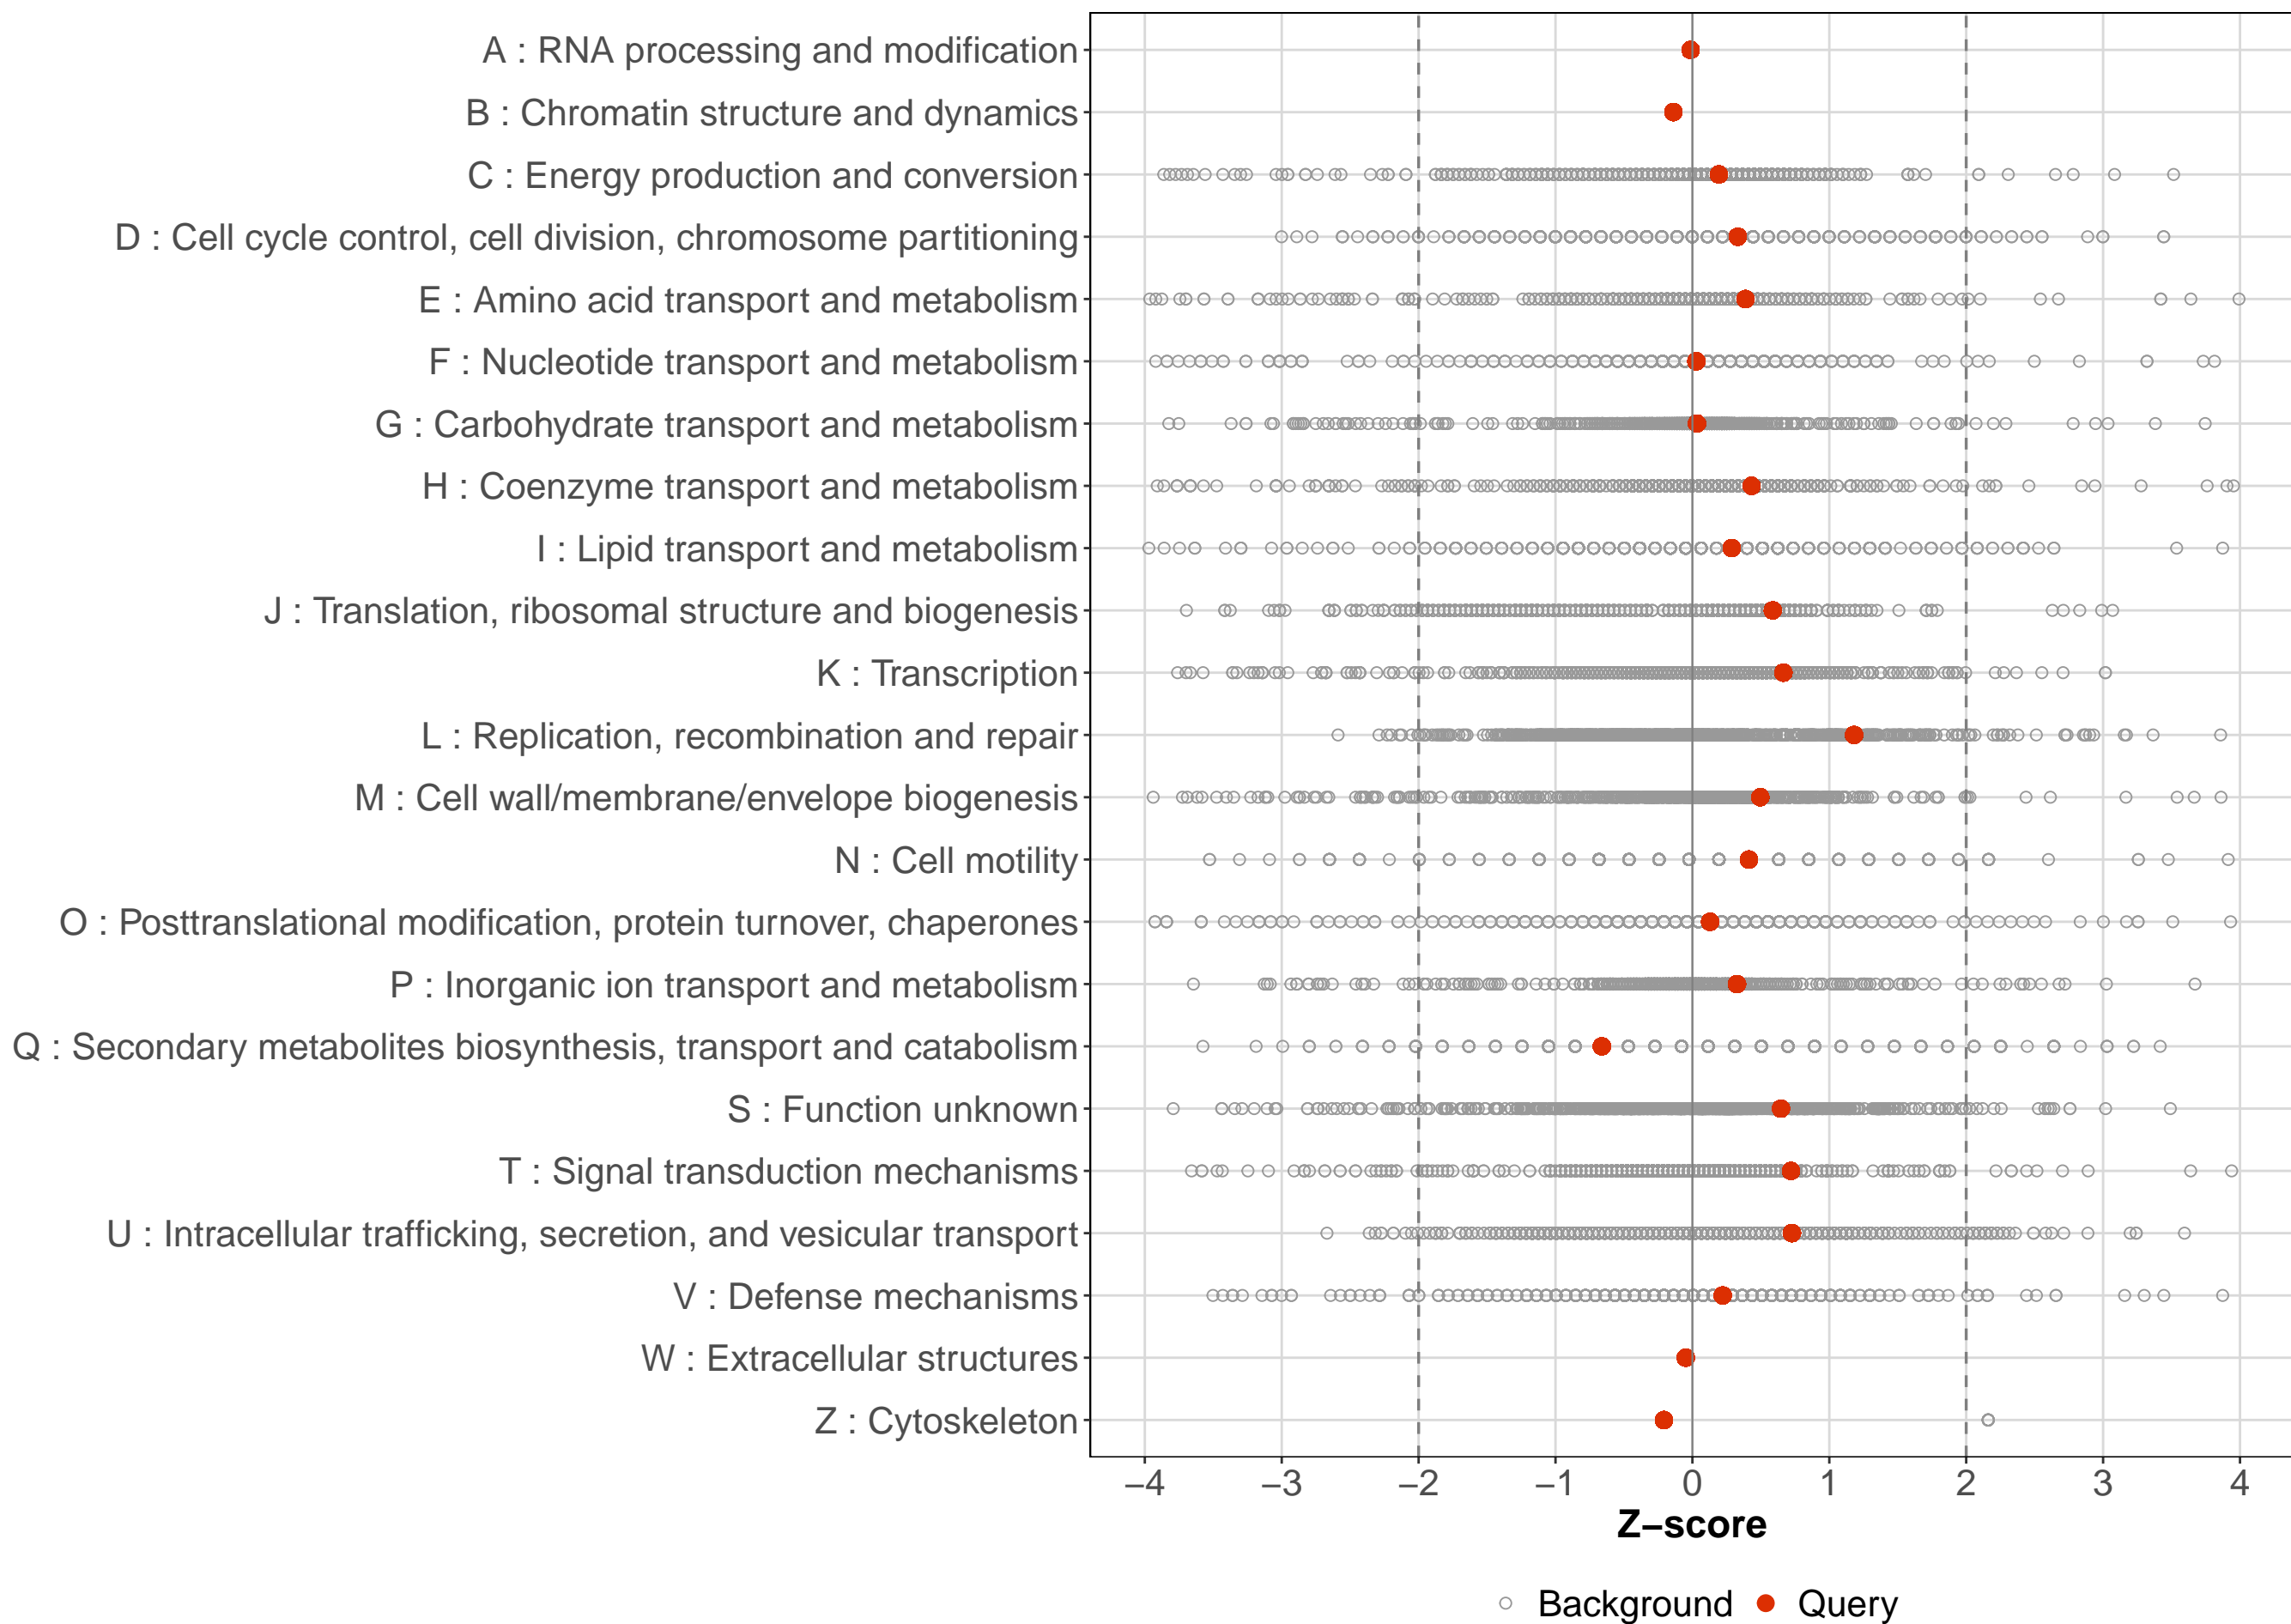 A : RNA processing and modification
B : Chromatin structure and dynamics
C : Energy production and conversion
D : Cell cycle control, cell division, chromosome partitioning
E : Amino acid transport and metabolism
F : Nucleotide transport and metabolism
G : Carbohydrate transport and metabolism
H : Coenzyme transport and metabolism
I : Lipid transport and metabolism
J : Translation, ribosomal structure and biogenesis
K : Transcription
L : Replication, recombination and repair
M : Cell wall/membrane/envelope biogenesis
N : Cell motility
O : Posttranslational modification, protein turnover, chaperones
P : Inorganic ion transport and metabolism
Q : Secondary metabolites biosynthesis, transport and catabolism
S : Function unknown
T : Signal transduction mechanisms
U : Intracellular trafficking, secretion, and vesicular transport
V : Defense mechanisms
W : Extracellular structures
Z : Cytoskeleton
−4 −3 −2 −1 0 1 2 3 4
Z−score
Background Query